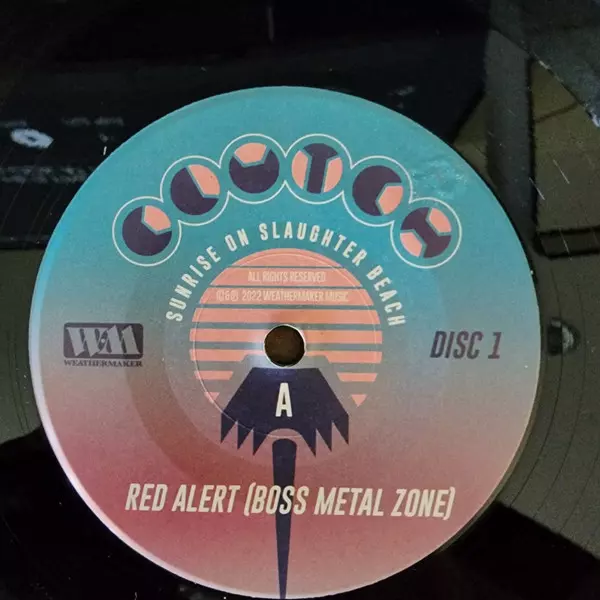 CLUTCH
SUNRISE ON SLAUGHTER BEACH
ALL RIGHTS RESERVED
©&℗ 2022 WEATHERMAKER MUSIC
WM
WEATHERMAKER
DISC 1
A
RED ALERT (BOSS METAL ZONE)